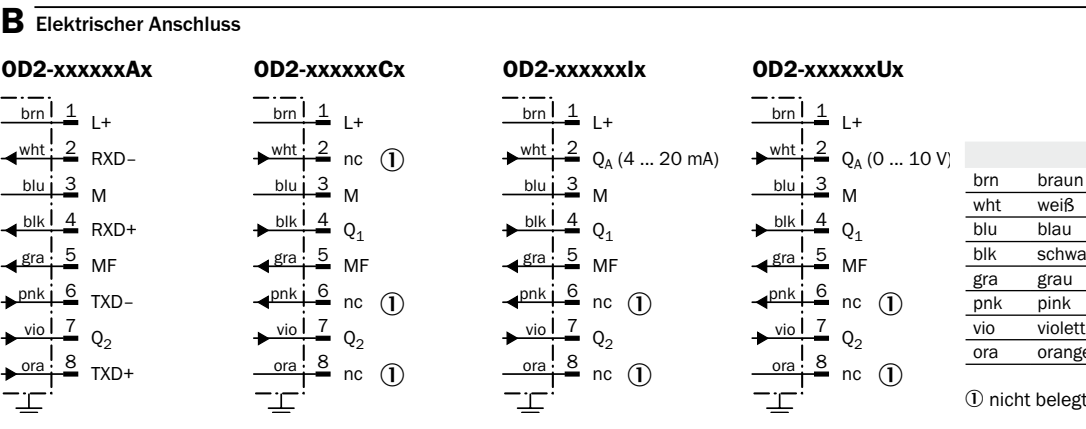 B Elektrischer Anschluss
OD2-xxxxxxAx
brn 1 L+
wht 2 RXD–
blu 3 M
blk 4 RXD+
gra 5 MF
pnk 6 TXD–
vio 7 Q2
ora 8 TXD+
OD2-xxxxxxCx
brn 1 L+
wht 2 nc ①
blu 3 M
blk 4 Q1
gra 5 MF
pnk 6 nc ①
vio 7 Q2
ora 8 nc ①
OD2-xxxxxxIx
brn 1 L+
wht 2 QA (4 ... 20 mA)
blu 3 M
blk 4 Q1
gra 5 MF
pnk 6 nc ①
vio 7 Q2
ora 8 nc ①
OD2-xxxxxxUx
brn 1 L+
wht 2 QA (0 ... 10 V)
blu 3 M
blk 4 Q1
gra 5 MF
pnk 6 nc ①
vio 7 Q2
ora 8 nc ①
brn braun
wht weiß
blu blau
blk schwa
gra grau
pnk pink
vio violett
ora orange
① nicht belegt